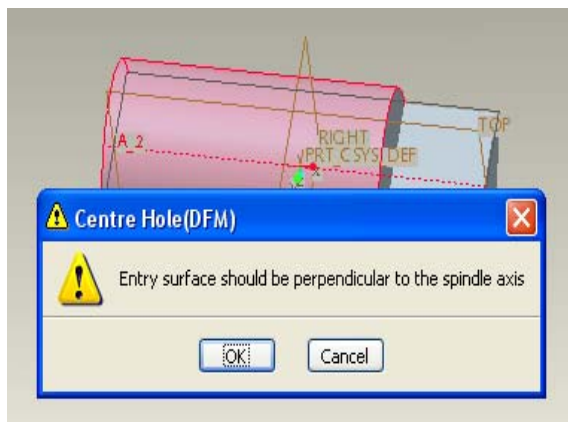 A_2
RIGHT
TOP
PRT_CSYS_DEF
Centre Hole(DFM)
Entry surface should be perpendicular to the spindle axis
OK
Cancel